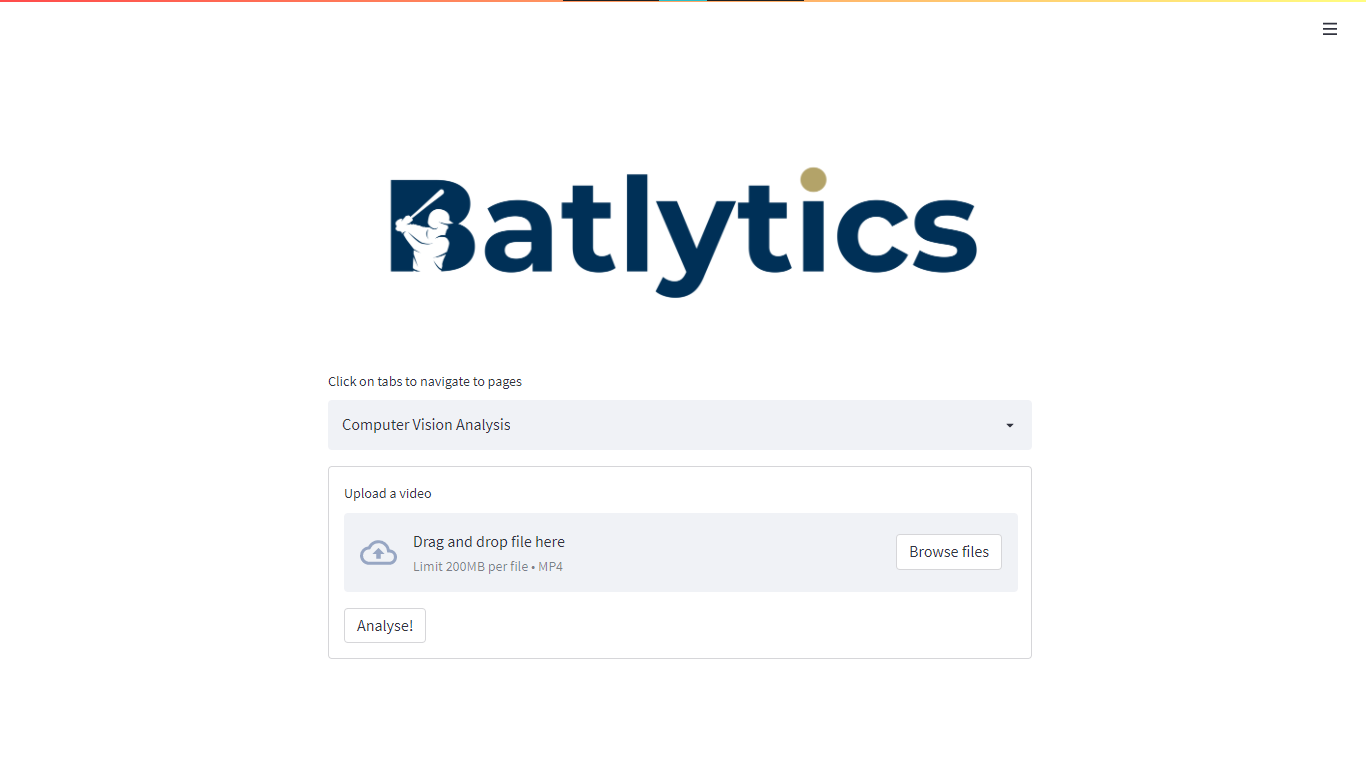 Batlytics
Click on tabs to navigate to pages
Computer Vision Analysis
Upload a video
Drag and drop file here
Limit 200MB per file • MP4
Browse files
Analyse!